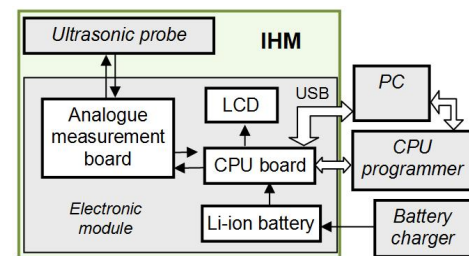 Ultrasonic probe
IHM
Analogue
measurement
board
LCD
USB
PC
CPU board
CPU
programmer
Electronic
module
Li-ion battery
Battery
charger